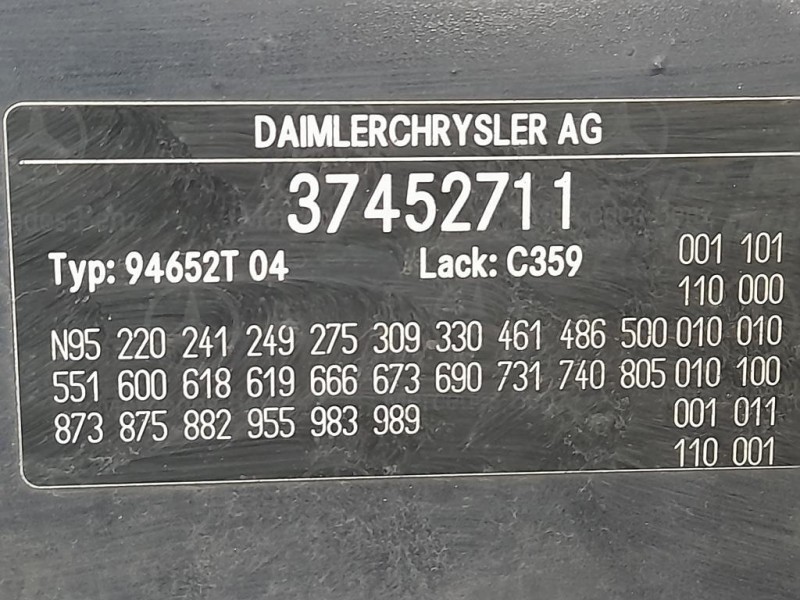 DAIMLERCHRYSLER AG
37452711
Typ: 94652T 04 Lack: C359 001 101
110 000
N95 220 241 249 275 309 330 461 486 500 010 010
551 600 618 619 666 673 690 731 740 805 010 100
873 875 882 955 983 989 001 011
110 001